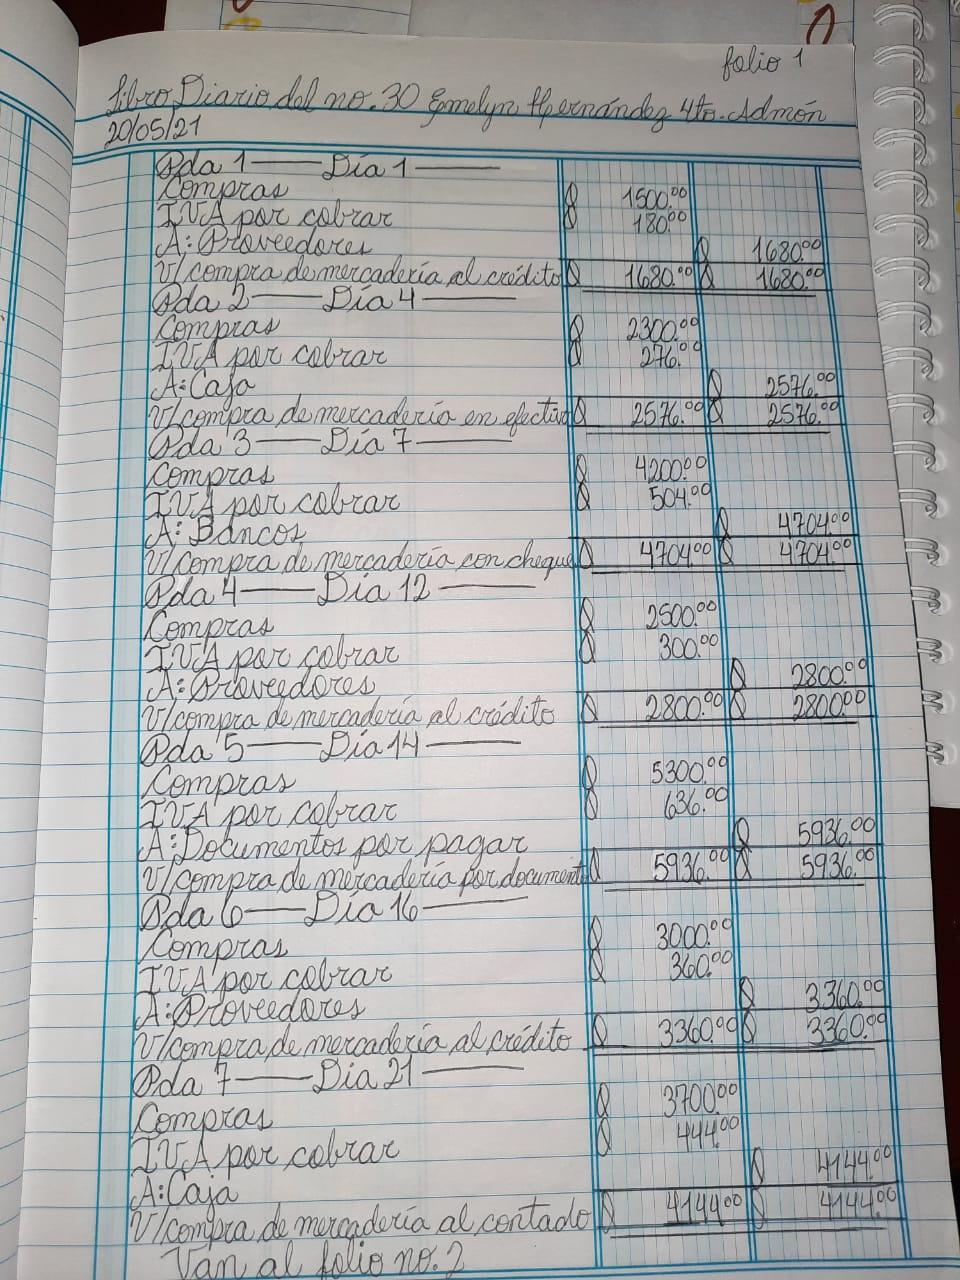 folio 1
Libro Diario del no. 30 Esmelyn Hernández 4to. Admón
20/05/21
Pda 1 —— Día 1 ——
Compras Q 1500.00
IVA por cobrar Q 180.00
A: Proveedores Q 1680.00
V/compra de mercadería al crédito Q 1680.00 Q 1680.00
Pda 2 —— Día 4 ——
Compras Q 2300.00
IVA por cobrar Q 276.00
A: Caja Q 2576.00
V/compra de mercadería en efectivo Q 2576.00 Q 2576.00
Pda 3 —— Día 7 ——
Compras Q 4200.00
IVA por cobrar Q 504.00
A: Bancos Q 4704.00
V/compra de mercadería con cheque Q 4704.00 Q 4704.00
Pda 4 —— Día 12 ——
Compras Q 2500.00
IVA por cobrar Q 300.00
A: Proveedores Q 2800.00
V/compra de mercadería al crédito Q 2800.00 Q 2800.00
Pda 5 —— Día 14 ——
Compras Q 5300.00
IVA por cobrar Q 636.00
A: Documentos por pagar Q 5936.00
V/compra de mercadería por documento Q 5936.00 Q 5936.00
Pda 6 —— Día 16 ——
Compras Q 3000.00
IVA por cobrar Q 360.00
A: Proveedores Q 3360.00
V/compra de mercadería al crédito Q 3360.00 Q 3360.00
Pda 7 —— Día 21 ——
Compras Q 3700.00
IVA por cobrar Q 444.00
A: Caja Q 4144.00
V/compra de mercadería al contado Q 4144.00 Q 4144.00
Van al folio no. 2